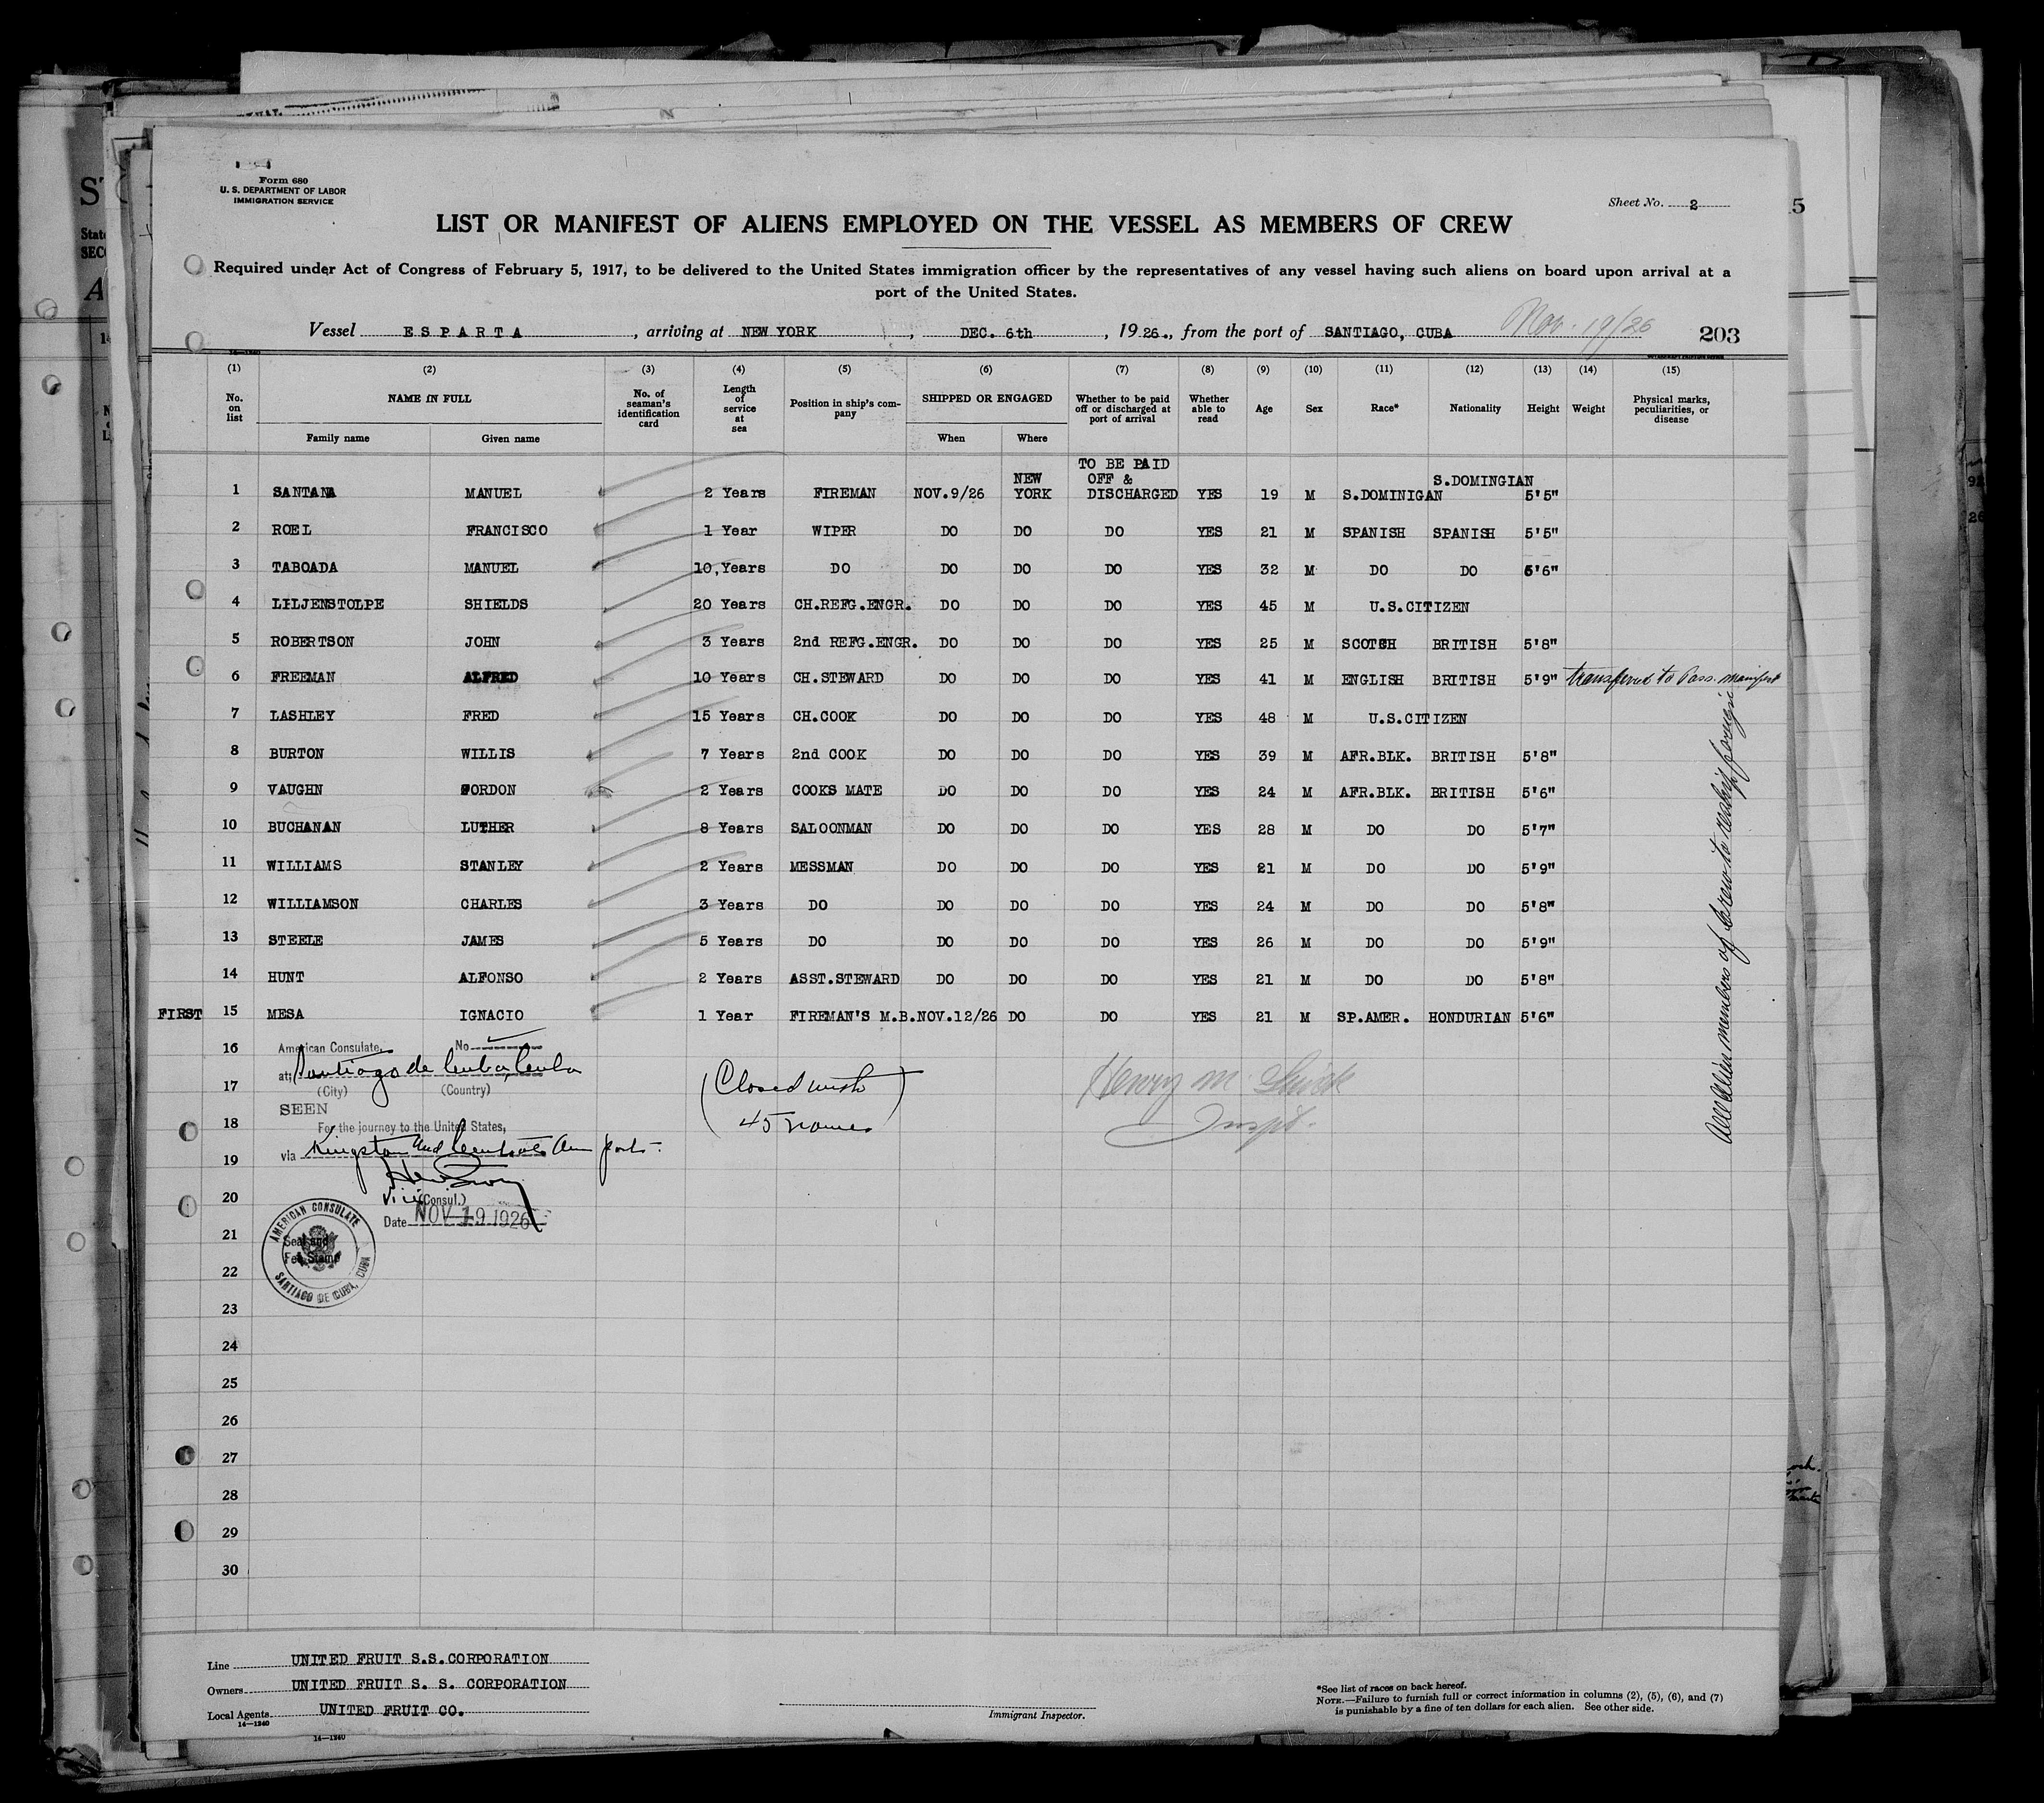 Form 680
U. S. DEPARTMENT OF LABOR
IMMIGRATION SERVICE
Sheet No. 2
LIST OR MANIFEST OF ALIENS EMPLOYED ON THE VESSEL AS MEMBERS OF CREW
Required under Act of Congress of February 5, 1917, to be delivered to the United States immigration officer by the representatives of any vessel having such aliens on board upon arrival at a
port of the United States.
Vessel ESPARTA, arriving at NEW YORK, DEC. 6th, 1926., from the port of SANTIAGO, CUBA Nov. 19/26 203
(1) (2) (3) (4) (5) (6) (7) (8) (9) (10) (11) (12) (13) (14) (15)
No. on list NAME IN FULL Family name Given name No. of seaman's identification card Length of service at sea Position in ship's company SHIPPED OR ENGAGED When Where Whether to be paid off or discharged at port of arrival Whether able to read Age Sex Race* Nationality Height Weight Physical marks, peculiarities, or disease
1 SANTANA MANUEL 2 Years FIREMAN NOV.9/26 NEW YORK TO BE PAID OFF & DISCHARGED YES 19 M S.DOMINIGAN S.DOMINGIAN 5'5"
2 ROEL FRANCISCO 1 Year WIPER DO DO DO YES 21 M SPANISH SPANISH 5'5"
3 TABOADA MANUEL 10,Years DO DO DO DO YES 32 M DO DO 5'6"
4 LILJENSTOLPE SHIELDS 20 Years CH.REFG.ENGR. DO DO DO YES 45 M U.S.CITIZEN
5 ROBERTSON JOHN 3 Years 2nd REFG.ENGR. DO DO DO YES 25 M SCOTCH BRITISH 5'8"
6 FREEMAN ALFRED 10 Years CH.STEWARD DO DO DO YES 41 M ENGLISH BRITISH 5'9" transferred to Pass. manifest
7 LASHLEY FRED 15 Years CH.COOK DO DO DO YES 48 M U.S.CITIZEN
8 BURTON WILLIS 7 Years 2nd COOK DO DO DO YES 39 M AFR.BLK. BRITISH 5'8"
9 VAUGHN GORDON 2 Years COOKS MATE DO DO DO YES 24 M AFR.BLK. BRITISH 5'6"
10 BUCHANAN LUTHER 8 Years SALOONMAN DO DO DO YES 28 M DO DO 5'7"
11 WILLIAMS STANLEY 2 Years MESSMAN DO DO DO YES 21 M DO DO 5'9"
12 WILLIAMSON CHARLES 3 Years DO DO DO DO YES 24 M DO DO 5'8"
13 STEELE JAMES 5 Years DO DO DO DO YES 26 M DO DO 5'9"
14 HUNT ALFONSO 2 Years ASST.STEWARD DO DO DO YES 21 M DO DO 5'8"
FIRST 15 MESA IGNACIO 1 Year FIREMAN'S M.B. NOV.12/26 DO DO YES 21 M SP.AMER. HONDURIAN 5'6"
All Alien members of Crew to reship foreign
16 American Consulate, No
at Santiago de Cuba, Cuba
17 (City) (Country)
(Closed with
45 names)
Henry M.
Inspt.
SEEN
18 For the journey to the United States,
19 via Kingston and Central Am ports.
20 Vice (Consul.)
Date NOV 19 1926
AMERICAN CONSULATE
SANTIAGO DE CUBA, CUBA
Seal and
Fee Stamp
21
22
23
24
25
26
27
28
29
30
Line UNITED FRUIT S.S.CORPORATION
Owners UNITED FRUIT S. S. CORPORATION
Local Agents UNITED FRUIT CO.
14—1240
Immigrant Inspector.
*See list of races on back hereof.
NOTE.—Failure to furnish full or correct information in columns (2), (5), (6), and (7)
is punishable by a fine of ten dollars for each alien. See other side.
14—1240